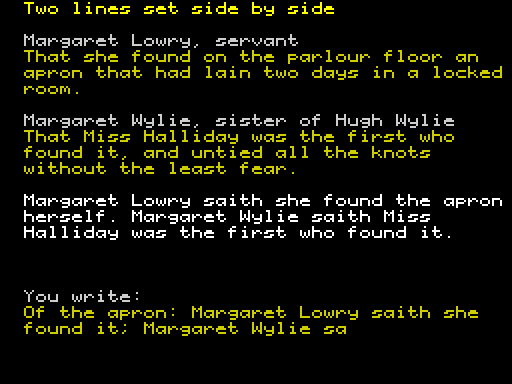 Two lines set side by side
Margaret Lowry, servant
That she found on the parlour floor an
apron that had lain two days in a locked
room.
Margaret Wylie, sister of Hugh Wylie
That Miss Halliday was the first who
found it, and untied all the knots
without the least fear.
Margaret Lowry saith she found the apron
herself. Margaret Wylie saith Miss
Halliday was the first who found it.
You write:
Of the apron: Margaret Lowry saith she
found it; Margaret Wylie sa